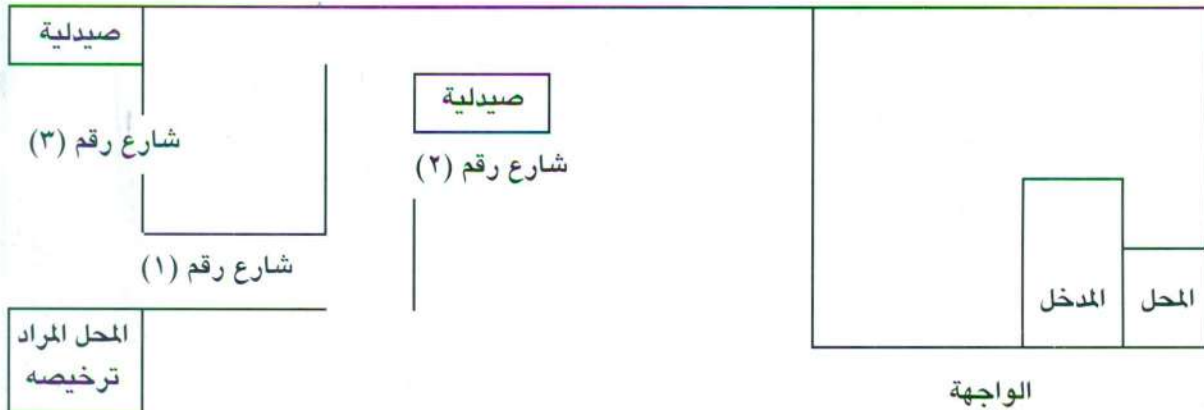 صيدلية
صيدلية
شارع رقم (٣)
شارع رقم (٢)
شارع رقم (١)
المحل
المدخل
المحل المراد
ترخيصه
الواجهة